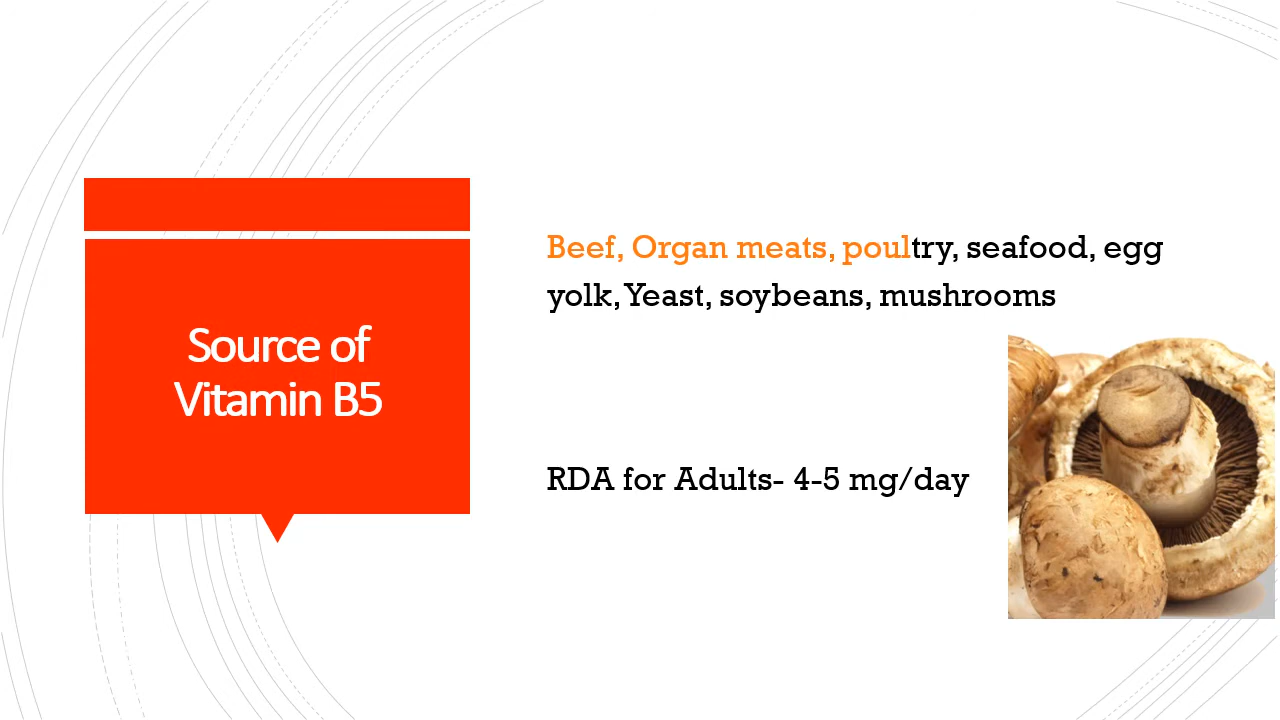 Source of
Vitamin B5
Beef, Organ meats, poultry, seafood, egg
yolk, Yeast, soybeans, mushrooms
RDA for Adults- 4-5 mg/day